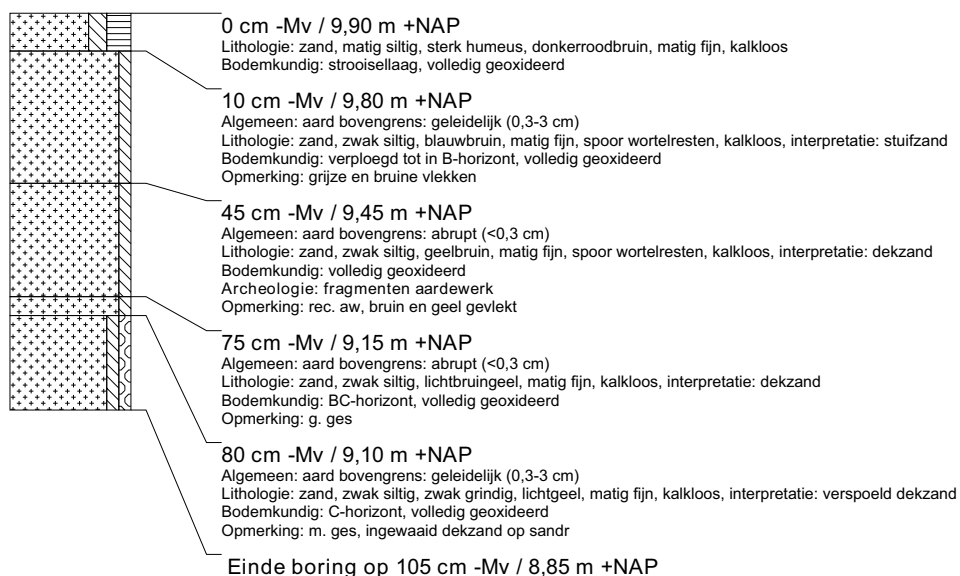 0 cm -Mv / 9,90 m +NAP
Lithologie: zand, matig siltig, sterk humeus, donkerroodbruin, matig fijn, kalkloos
Bodemkundig: strooisellaag, volledig geoxideerd
10 cm -Mv / 9,80 m +NAP
Algemeen: aard bovengrens: geleidelijk (0,3-3 cm)
Lithologie: zand, zwak siltig, blauwbruin, matig fijn, spoor wortelresten, kalkloos, interpretatie: stuifzand
Bodemkundig: verploegd tot in B-horizont, volledig geoxideerd
Opmerking: grijze en bruine vlekken
45 cm -Mv / 9,45 m +NAP
Algemeen: aard bovengrens: abrupt (<0,3 cm)
Lithologie: zand, zwak siltig, geelbruin, matig fijn, spoor wortelresten, kalkloos, interpretatie: dekzand
Bodemkundig: volledig geoxideerd
Archeologie: fragmenten aardewerk
Opmerking: rec. aw, bruin en geel gevlekt
75 cm -Mv / 9,15 m +NAP
Algemeen: aard bovengrens: abrupt (<0,3 cm)
Lithologie: zand, zwak siltig, lichtbruingeel, matig fijn, kalkloos, interpretatie: dekzand
Bodemkundig: BC-horizont, volledig geoxideerd
Opmerking: g. ges
80 cm -Mv / 9,10 m +NAP
Algemeen: aard bovengrens: geleidelijk (0,3-3 cm)
Lithologie: zand, zwak siltig, zwak grindig, lichtgeel, matig fijn, kalkloos, interpretatie: verspoeld dekzand
Bodemkundig: C-horizont, volledig geoxideerd
Opmerking: m. ges, ingewaaid dekzand op sandr
Einde boring op 105 cm -Mv / 8,85 m +NAP